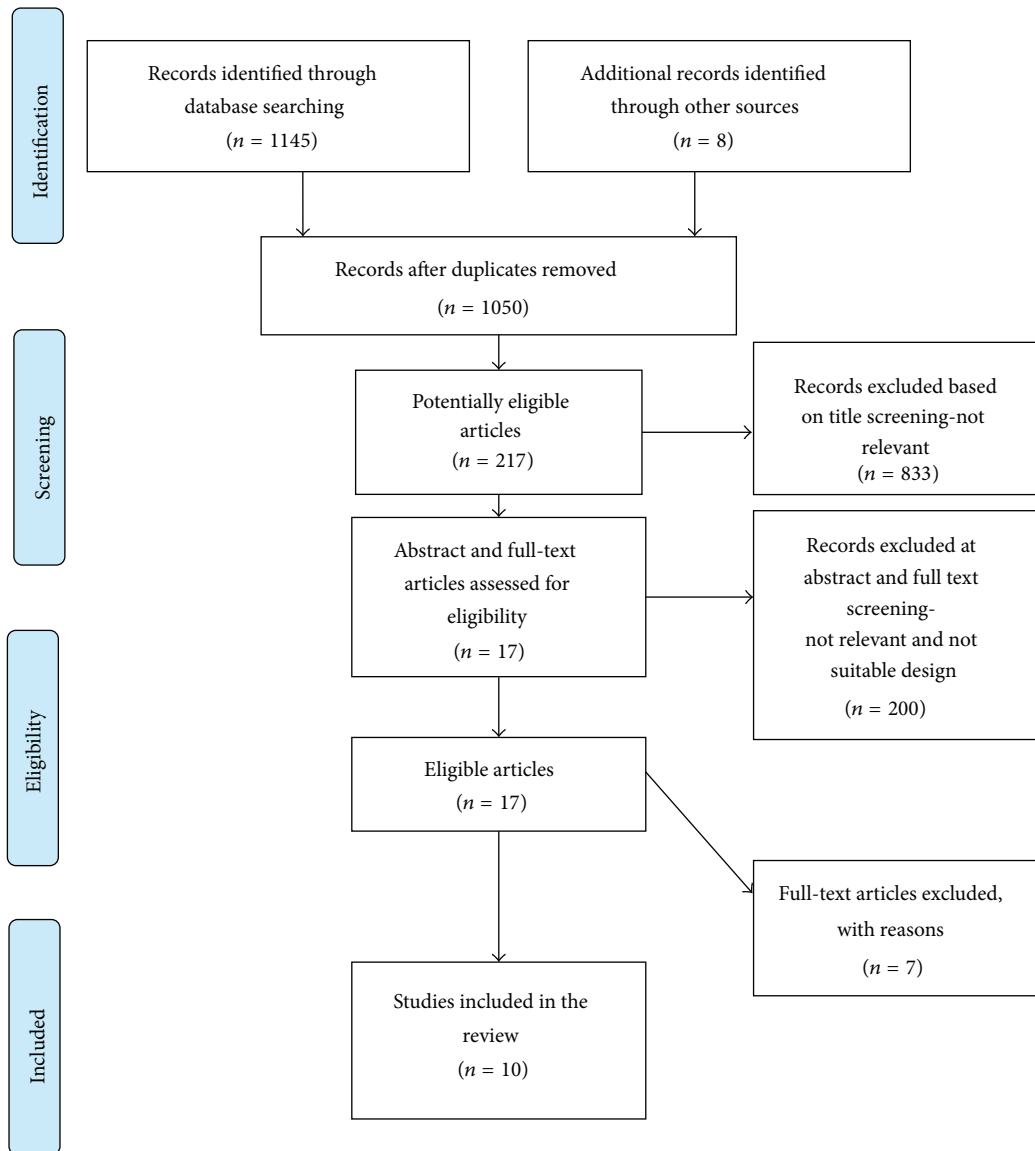 Identification
Records identified through
database searching
(n = 1145)
Additional records identified
through other sources
(n = 8)
Records after duplicates removed
(n = 1050)
Screening
Potentially eligible
articles
(n = 217)
Records excluded based
on title screening-not
relevant
(n = 833)
Abstract and full-text
articles assessed for
eligibility
(n = 17)
Records excluded at
abstract and full text
screening-
not relevant and not
suitable design
(n = 200)
Eligibility
Eligible articles
(n = 17)
Full-text articles excluded,
with reasons
(n = 7)
Included
Studies included in the
review
(n = 10)